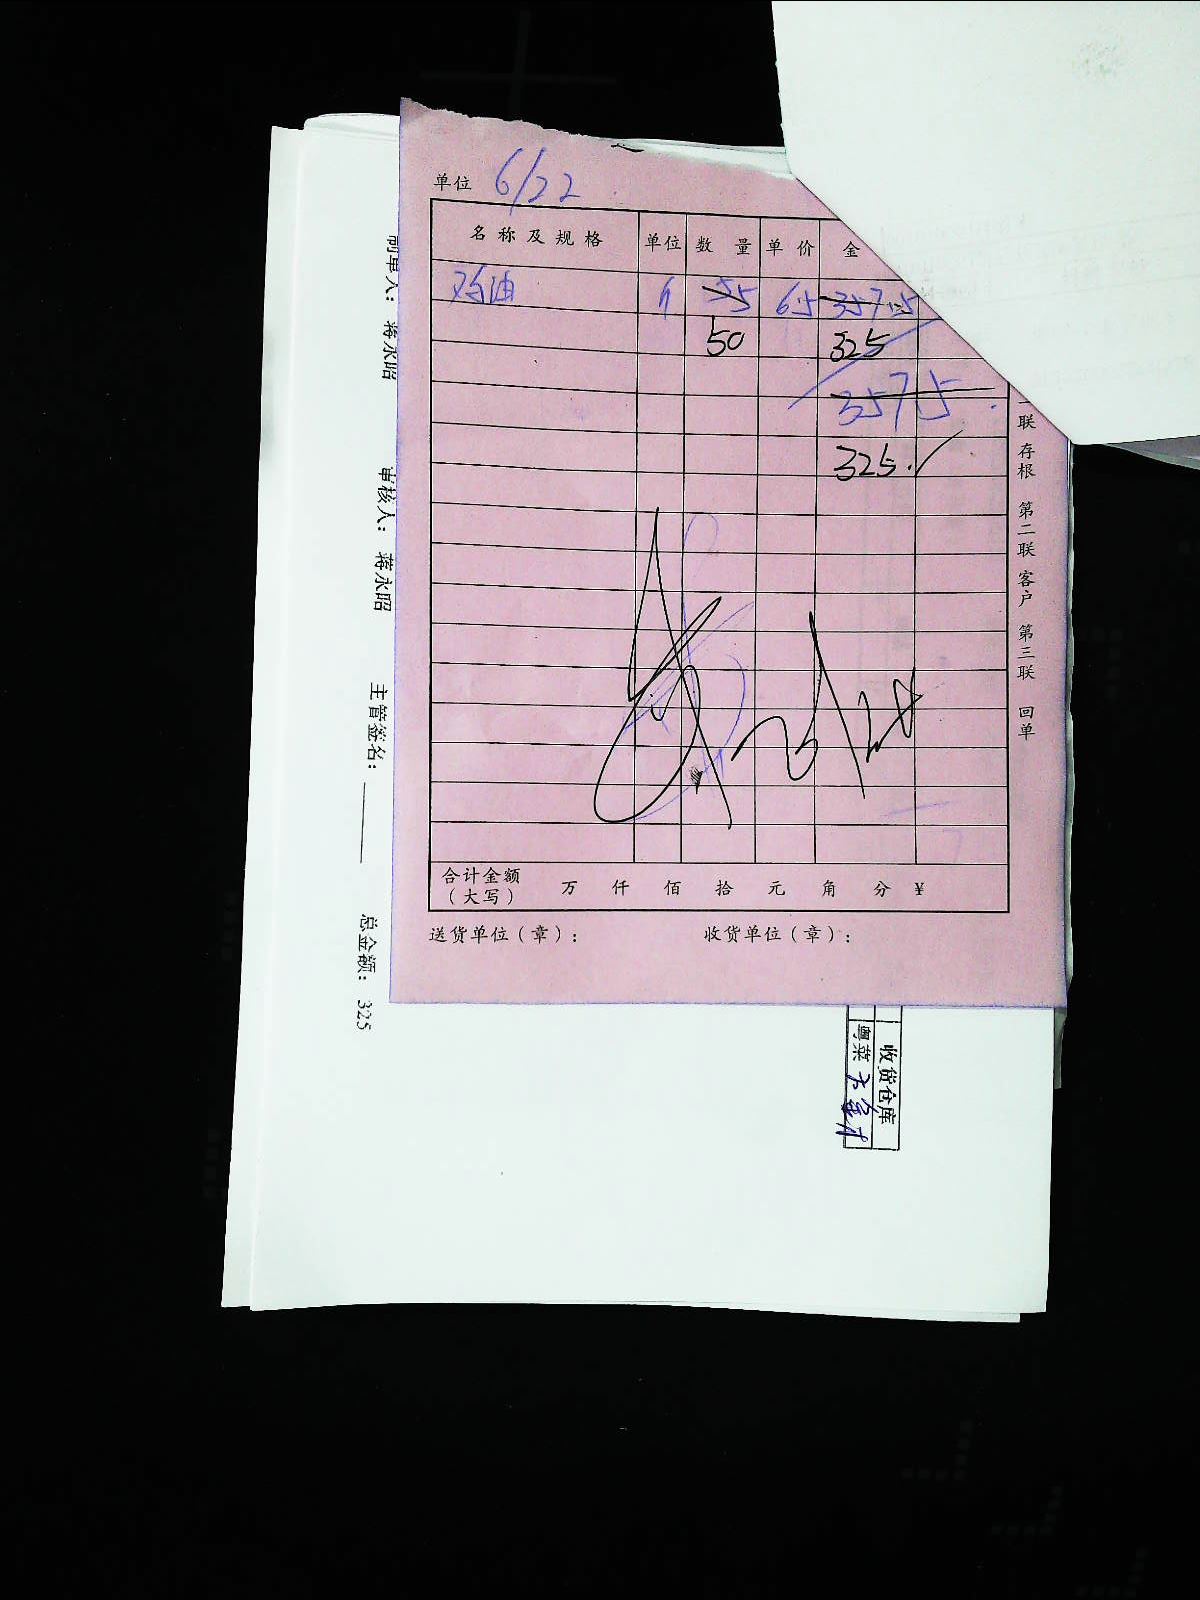 单位 6/22
名称及规格 单位 数量 单价 金
鸡油 斤 55 6.5 357.5
50 325
357.5
325.
合计金额（大写） 万 仟 佰 拾 元 角 分 ¥
送货单位（章）： 收货单位（章）：
联 存根 第二联 客户 第三联 回单
制单人： 蒋永昭 审核人： 蒋永昭 主管签名： 总金额： 325
收货仓库
粤菜